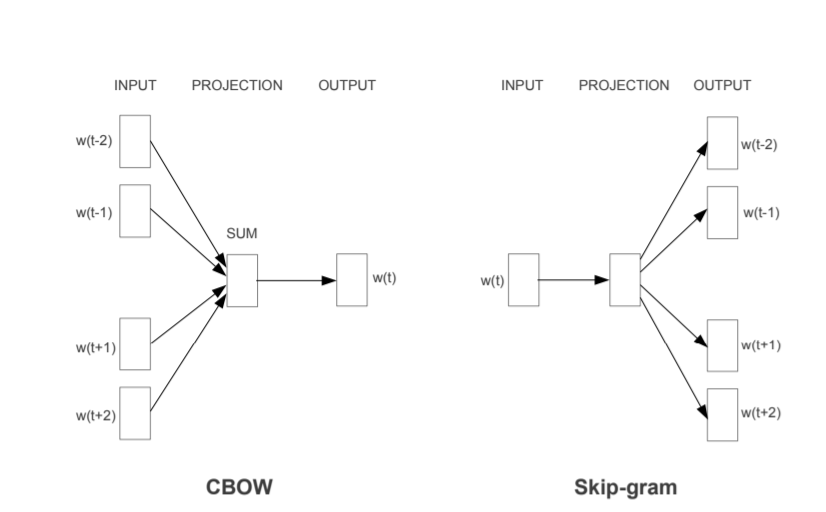 INPUT PROJECTION OUTPUT
w(t-2)
w(t-1)
SUM
w(t)
w(t+1)
w(t+2)
CBOW
INPUT PROJECTION OUTPUT
w(t-2)
w(t-1)
w(t)
w(t+1)
w(t+2)
Skip-gram